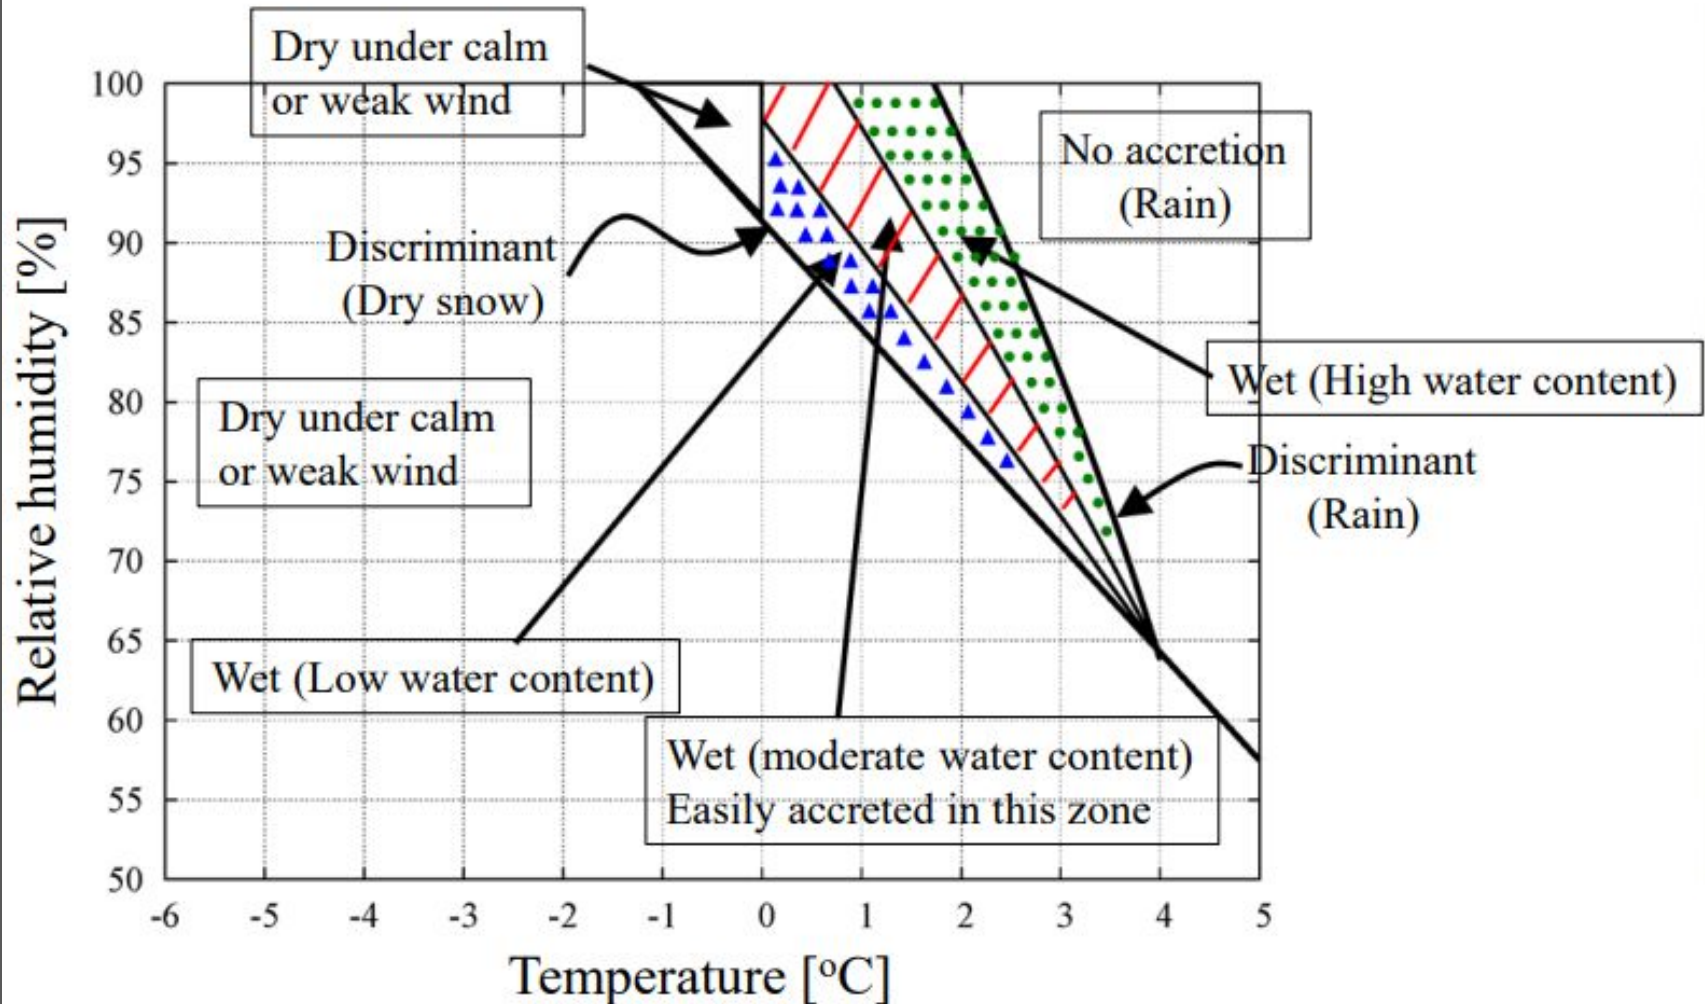 Dry under calm
or weak wind
No accretion
(Rain)
Discriminant
(Dry snow)
Dry under calm
or weak wind
Wet (High water content)
Discriminant
(Rain)
Wet (Low water content)
Wet (moderate water content)
Easily accreted in this zone
Relative humidity [%]
100
95
90
85
80
75
70
65
60
55
50
-6 -5 -4 -3 -2 -1 0 1 2 3 4 5
Temperature [°C]